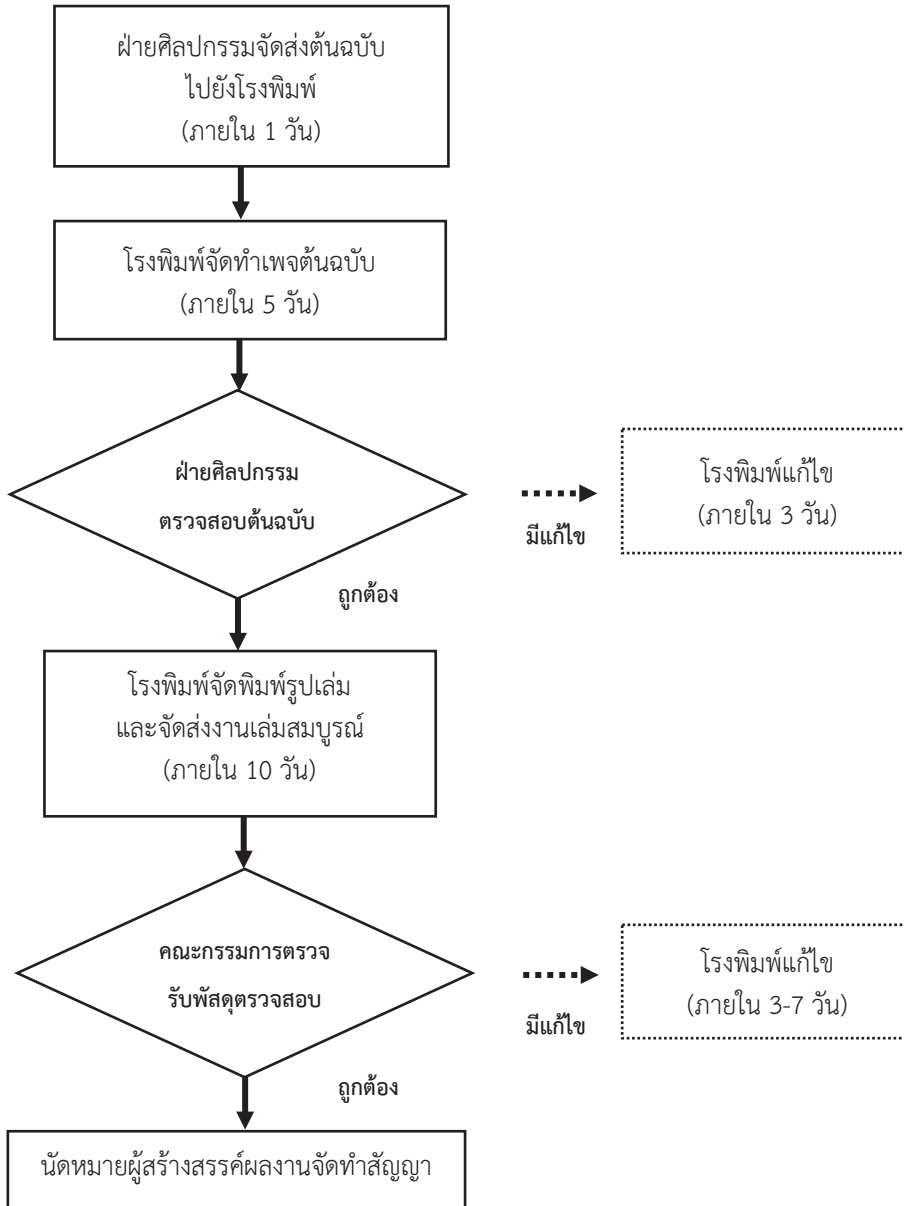 ฝ่ายศิลปกรรมจัดส่งต้นฉบับ
ไปยังโรงพิมพ์
(ภายใน 1 วัน)
โรงพิมพ์จัดทำเพจต้นฉบับ
(ภายใน 5 วัน)
ฝ่ายศิลปกรรม
ตรวจสอบต้นฉบับ
มีแก้ไข
โรงพิมพ์แก้ไข
(ภายใน 3 วัน)
ถูกต้อง
โรงพิมพ์จัดพิมพ์รูปเล่ม
และจัดส่งงานเล่มสมบูรณ์
(ภายใน 10 วัน)
คณะกรรมการตรวจ
รับพัสดุตรวจสอบ
มีแก้ไข
โรงพิมพ์แก้ไข
(ภายใน 3-7 วัน)
ถูกต้อง
นัดหมายผู้สร้างสรรค์ผลงานจัดทำสัญญา